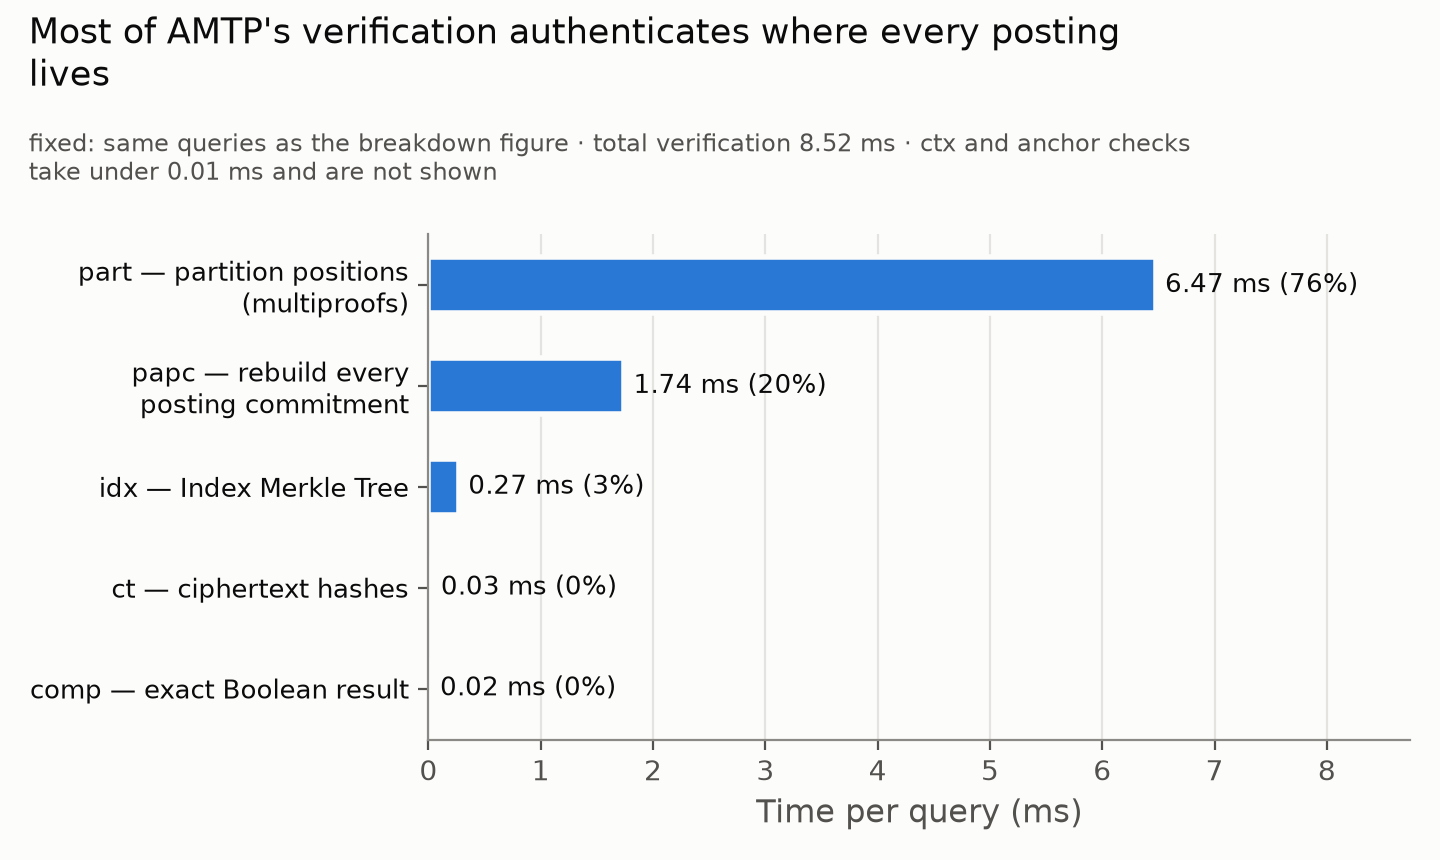 Most of AMTP's verification authenticates where every posting
lives
fixed: same queries as the breakdown figure · total verification 8.52 ms · ctx and anchor checks
take under 0.01 ms and are not shown
part — partition positions
(multiproofs)
6.47 ms (76%)
papc — rebuild every
posting commitment
1.74 ms (20%)
idx — Index Merkle Tree
0.27 ms (3%)
ct — ciphertext hashes
0.03 ms (0%)
comp — exact Boolean result
0.02 ms (0%)
0 1 2 3 4 5 6 7 8
Time per query (ms)